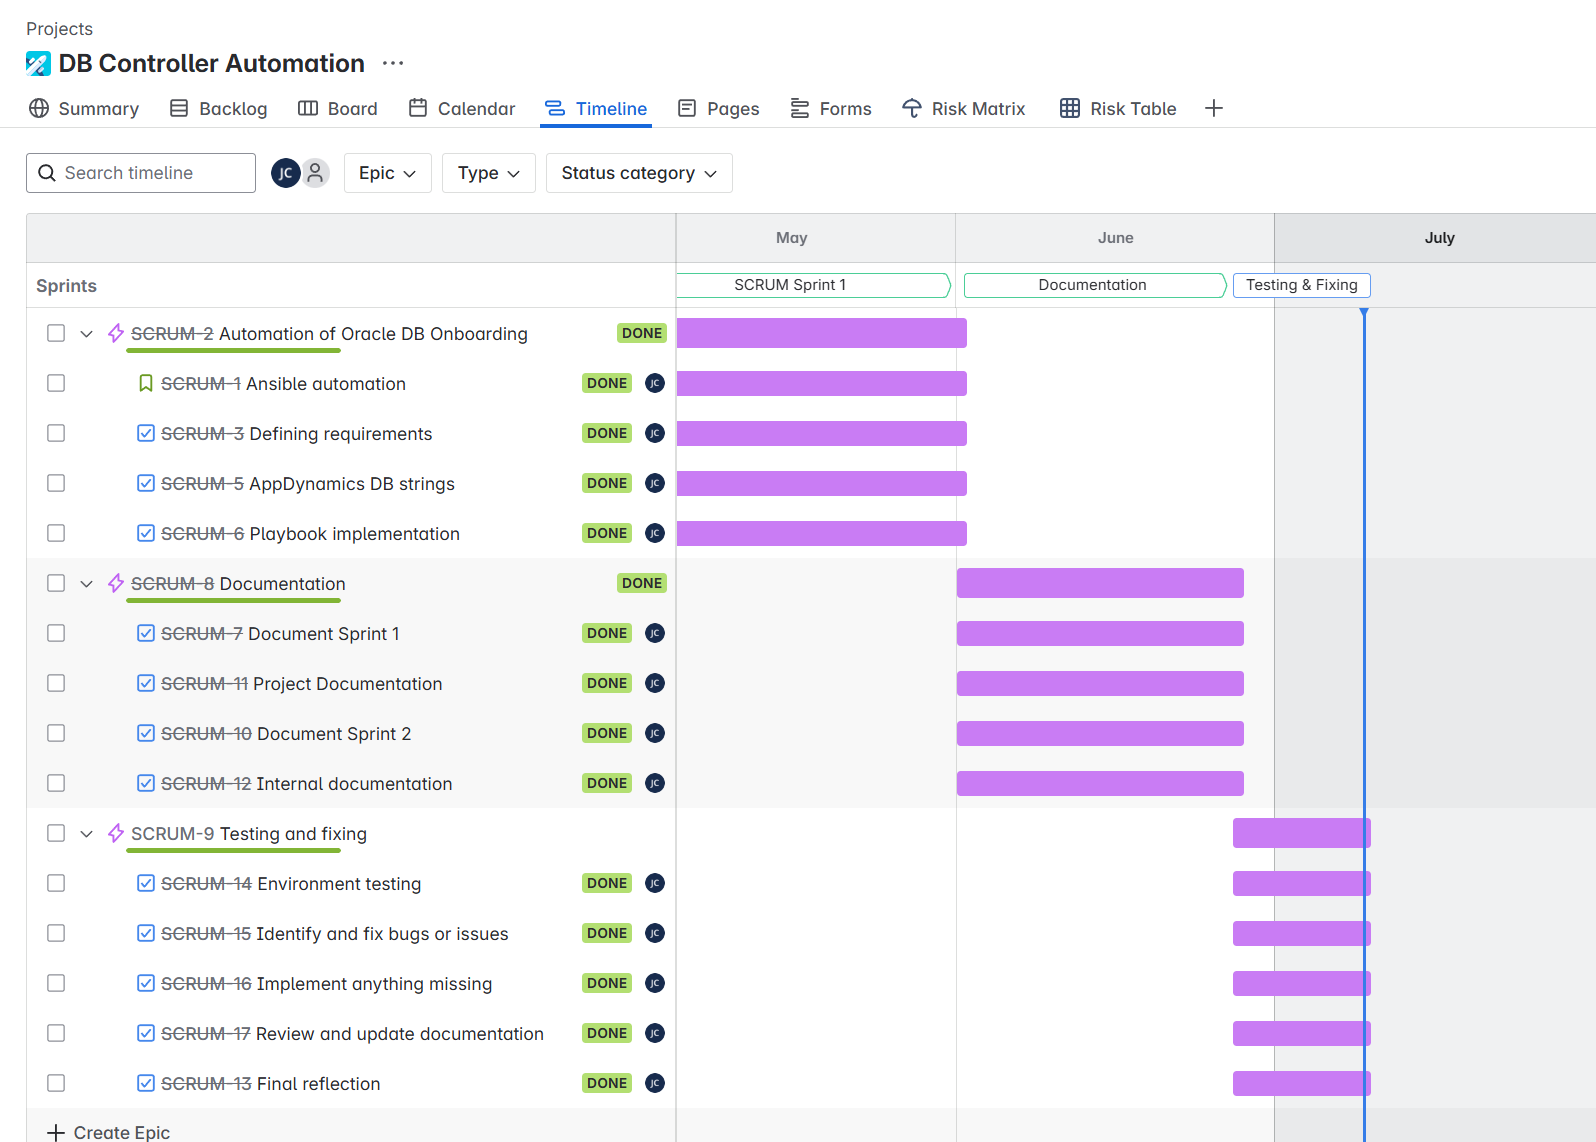 Projects
DB Controller Automation ···
Summary Backlog Board Calendar Timeline Pages Forms Risk Matrix Risk Table
Search timeline JC Epic Type Status category
May June July
Sprints SCRUM Sprint 1 Documentation Testing & Fixing
SCRUM-2 Automation of Oracle DB Onboarding DONE
SCRUM-1 Ansible automation DONE JC
SCRUM-3 Defining requirements DONE JC
SCRUM-5 AppDynamics DB strings DONE JC
SCRUM-6 Playbook implementation DONE JC
SCRUM-8 Documentation DONE
SCRUM-7 Document Sprint 1 DONE JC
SCRUM-11 Project Documentation DONE JC
SCRUM-10 Document Sprint 2 DONE JC
SCRUM-12 Internal documentation DONE JC
SCRUM-9 Testing and fixing
SCRUM-14 Environment testing DONE JC
SCRUM-15 Identify and fix bugs or issues DONE JC
SCRUM-16 Implement anything missing DONE JC
SCRUM-17 Review and update documentation DONE JC
SCRUM-13 Final reflection DONE JC
+ Create Epic